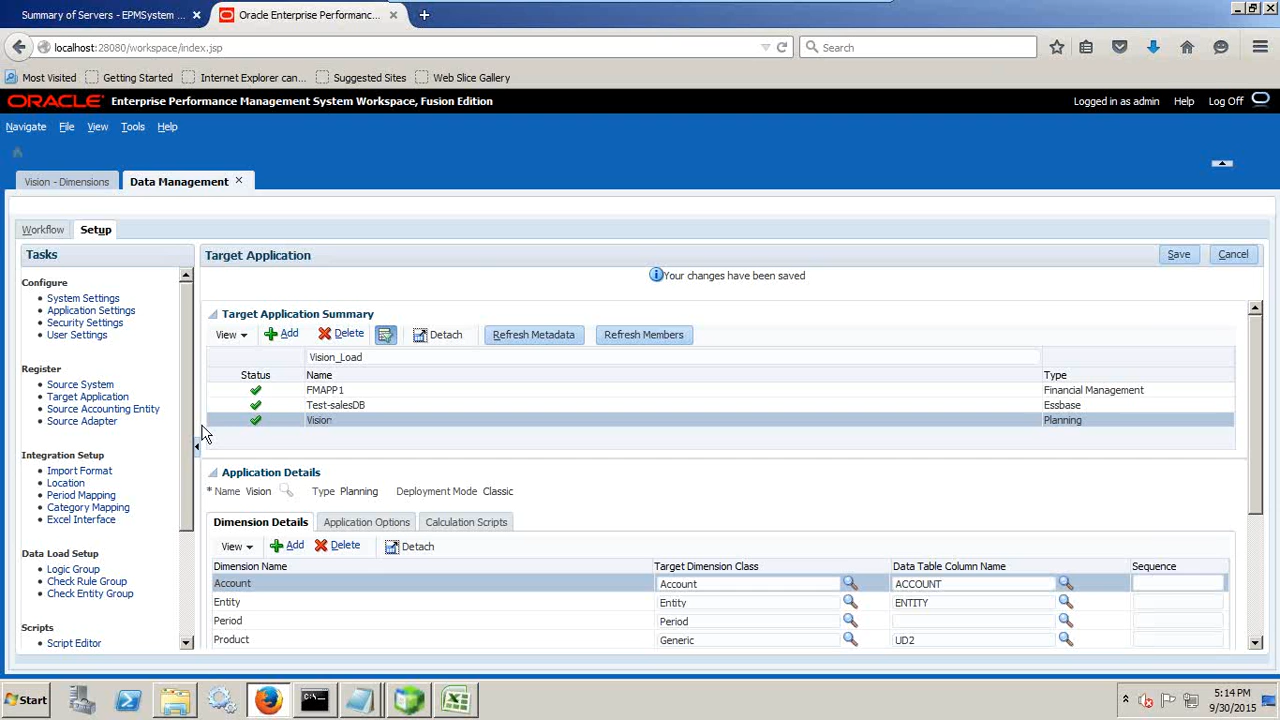 Summary of Servers - EPMSystem ...
Oracle Enterprise Performanc...
localhost:28080/workspace/index.jsp
Search
Most Visited Getting Started Internet Explorer can... Suggested Sites Web Slice Gallery
ORACLE Enterprise Performance Management System Workspace, Fusion Edition
Logged in as admin Help Log Off
Navigate File View Tools Help
Vision - Dimensions Data Management
Workflow Setup
Tasks
Configure
System Settings
Application Settings
Security Settings
User Settings
Register
Source System
Target Application
Source Accounting Entity
Source Adapter
Integration Setup
Import Format
Location
Period Mapping
Category Mapping
Excel Interface
Data Load Setup
Logic Group
Check Rule Group
Check Entity Group
Scripts
Script Editor
Target Application
Save Cancel
Your changes have been saved
Target Application Summary
View Add Delete Detach Refresh Metadata Refresh Members
Vision_Load
Status Name Type
FMAPP1 Financial Management
Test-salesDB Essbase
Vision Planning
Application Details
* Name Vision Type Planning Deployment Mode Classic
Dimension Details Application Options Calculation Scripts
View Add Delete Detach
Dimension Name Target Dimension Class Data Table Column Name Sequence
Account Account ACCOUNT
Entity Entity ENTITY
Period Period
Product Generic UD2
Start
5:14 PM
9/30/2015